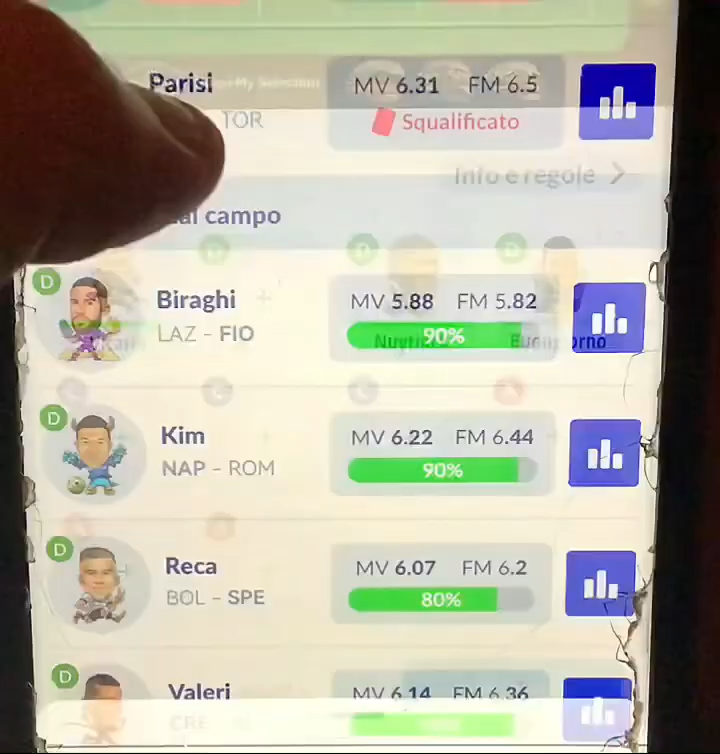 Parisi
MV 6.31 FM 6.5
TOR
Squalificato
Info e regole
dal campo
D
Biraghi
MV 5.88 FM 5.82
LAZ - FIO
90%
D
Kim
MV 6.22 FM 6.44
NAP - ROM
90%
D
Reca
MV 6.07 FM 6.2
BOL - SPE
80%
D
Valeri
MV 6.14 FM 6.36
CRE